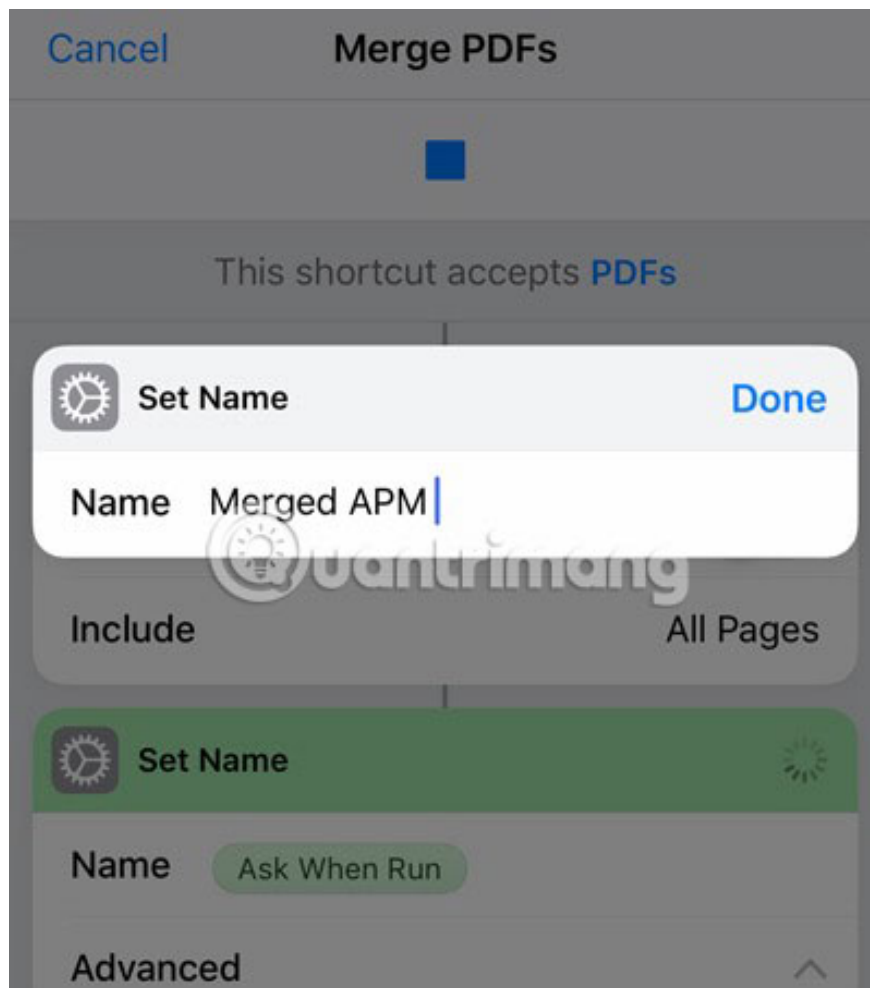 Cancel Merge PDFs
This shortcut accepts PDFs
Set Name Done
Name Merged APM
Quantrimang
Include All Pages
Set Name
Name Ask When Run
Advanced